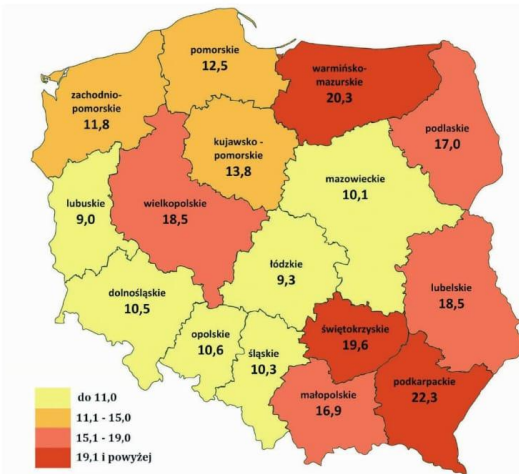 pomorskie
12,5
warmińsko-
mazurskie
20,3
zachodnio-
pomorskie
11,8
podlaskie
17,0
kujawsko -
pomorskie
13,8
mazowieckie
10,1
lubuskie
9,0
wielkopolskie
18,5
łódzkie
9,3
lubelskie
18,5
dolnośląskie
10,5
opolskie
10,6
śląskie
10,3
świętokrzyskie
19,6
małopolskie
16,9
podkarpackie
22,3
do 11,0
11,1 - 15,0
15,1 - 19,0
19,1 i powyżej